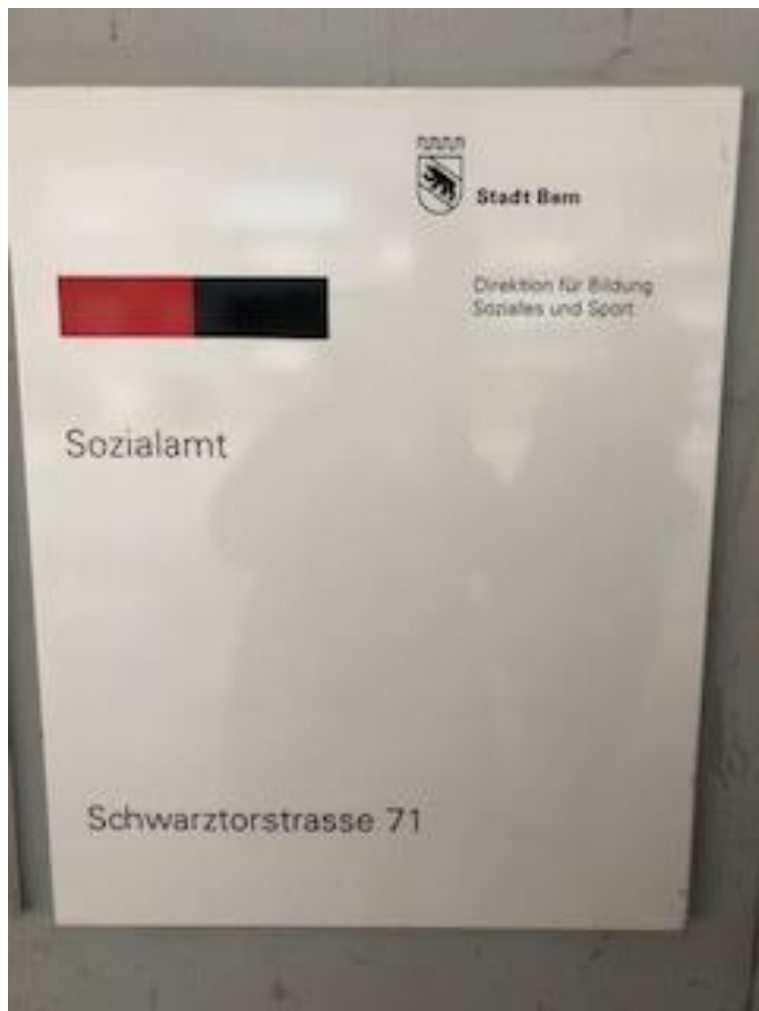 Stadt Bern
Direktion für Bildung
Soziales und Sport
Sozialamt
Schwarztorstrasse 71